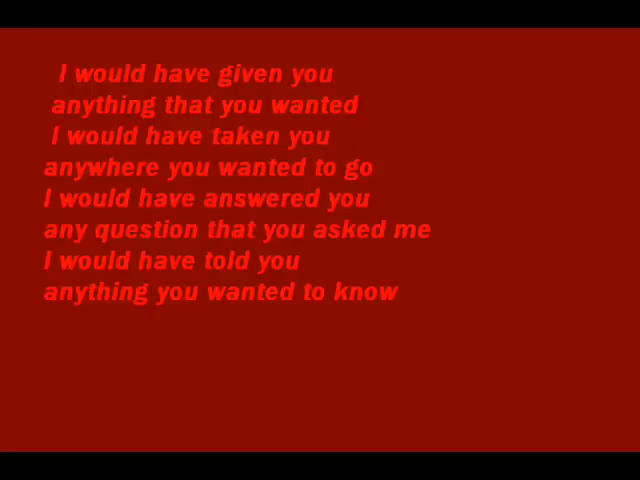 I would have given you
anything that you wanted
I would have taken you
anywhere you wanted to go
I would have answered you
any question that you asked me
I would have told you
anything you wanted to know